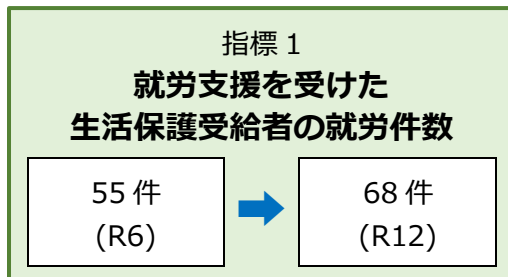 指標 1
就労支援を受けた
生活保護受給者の就労件数
55 件
(R6)
68 件
(R12)